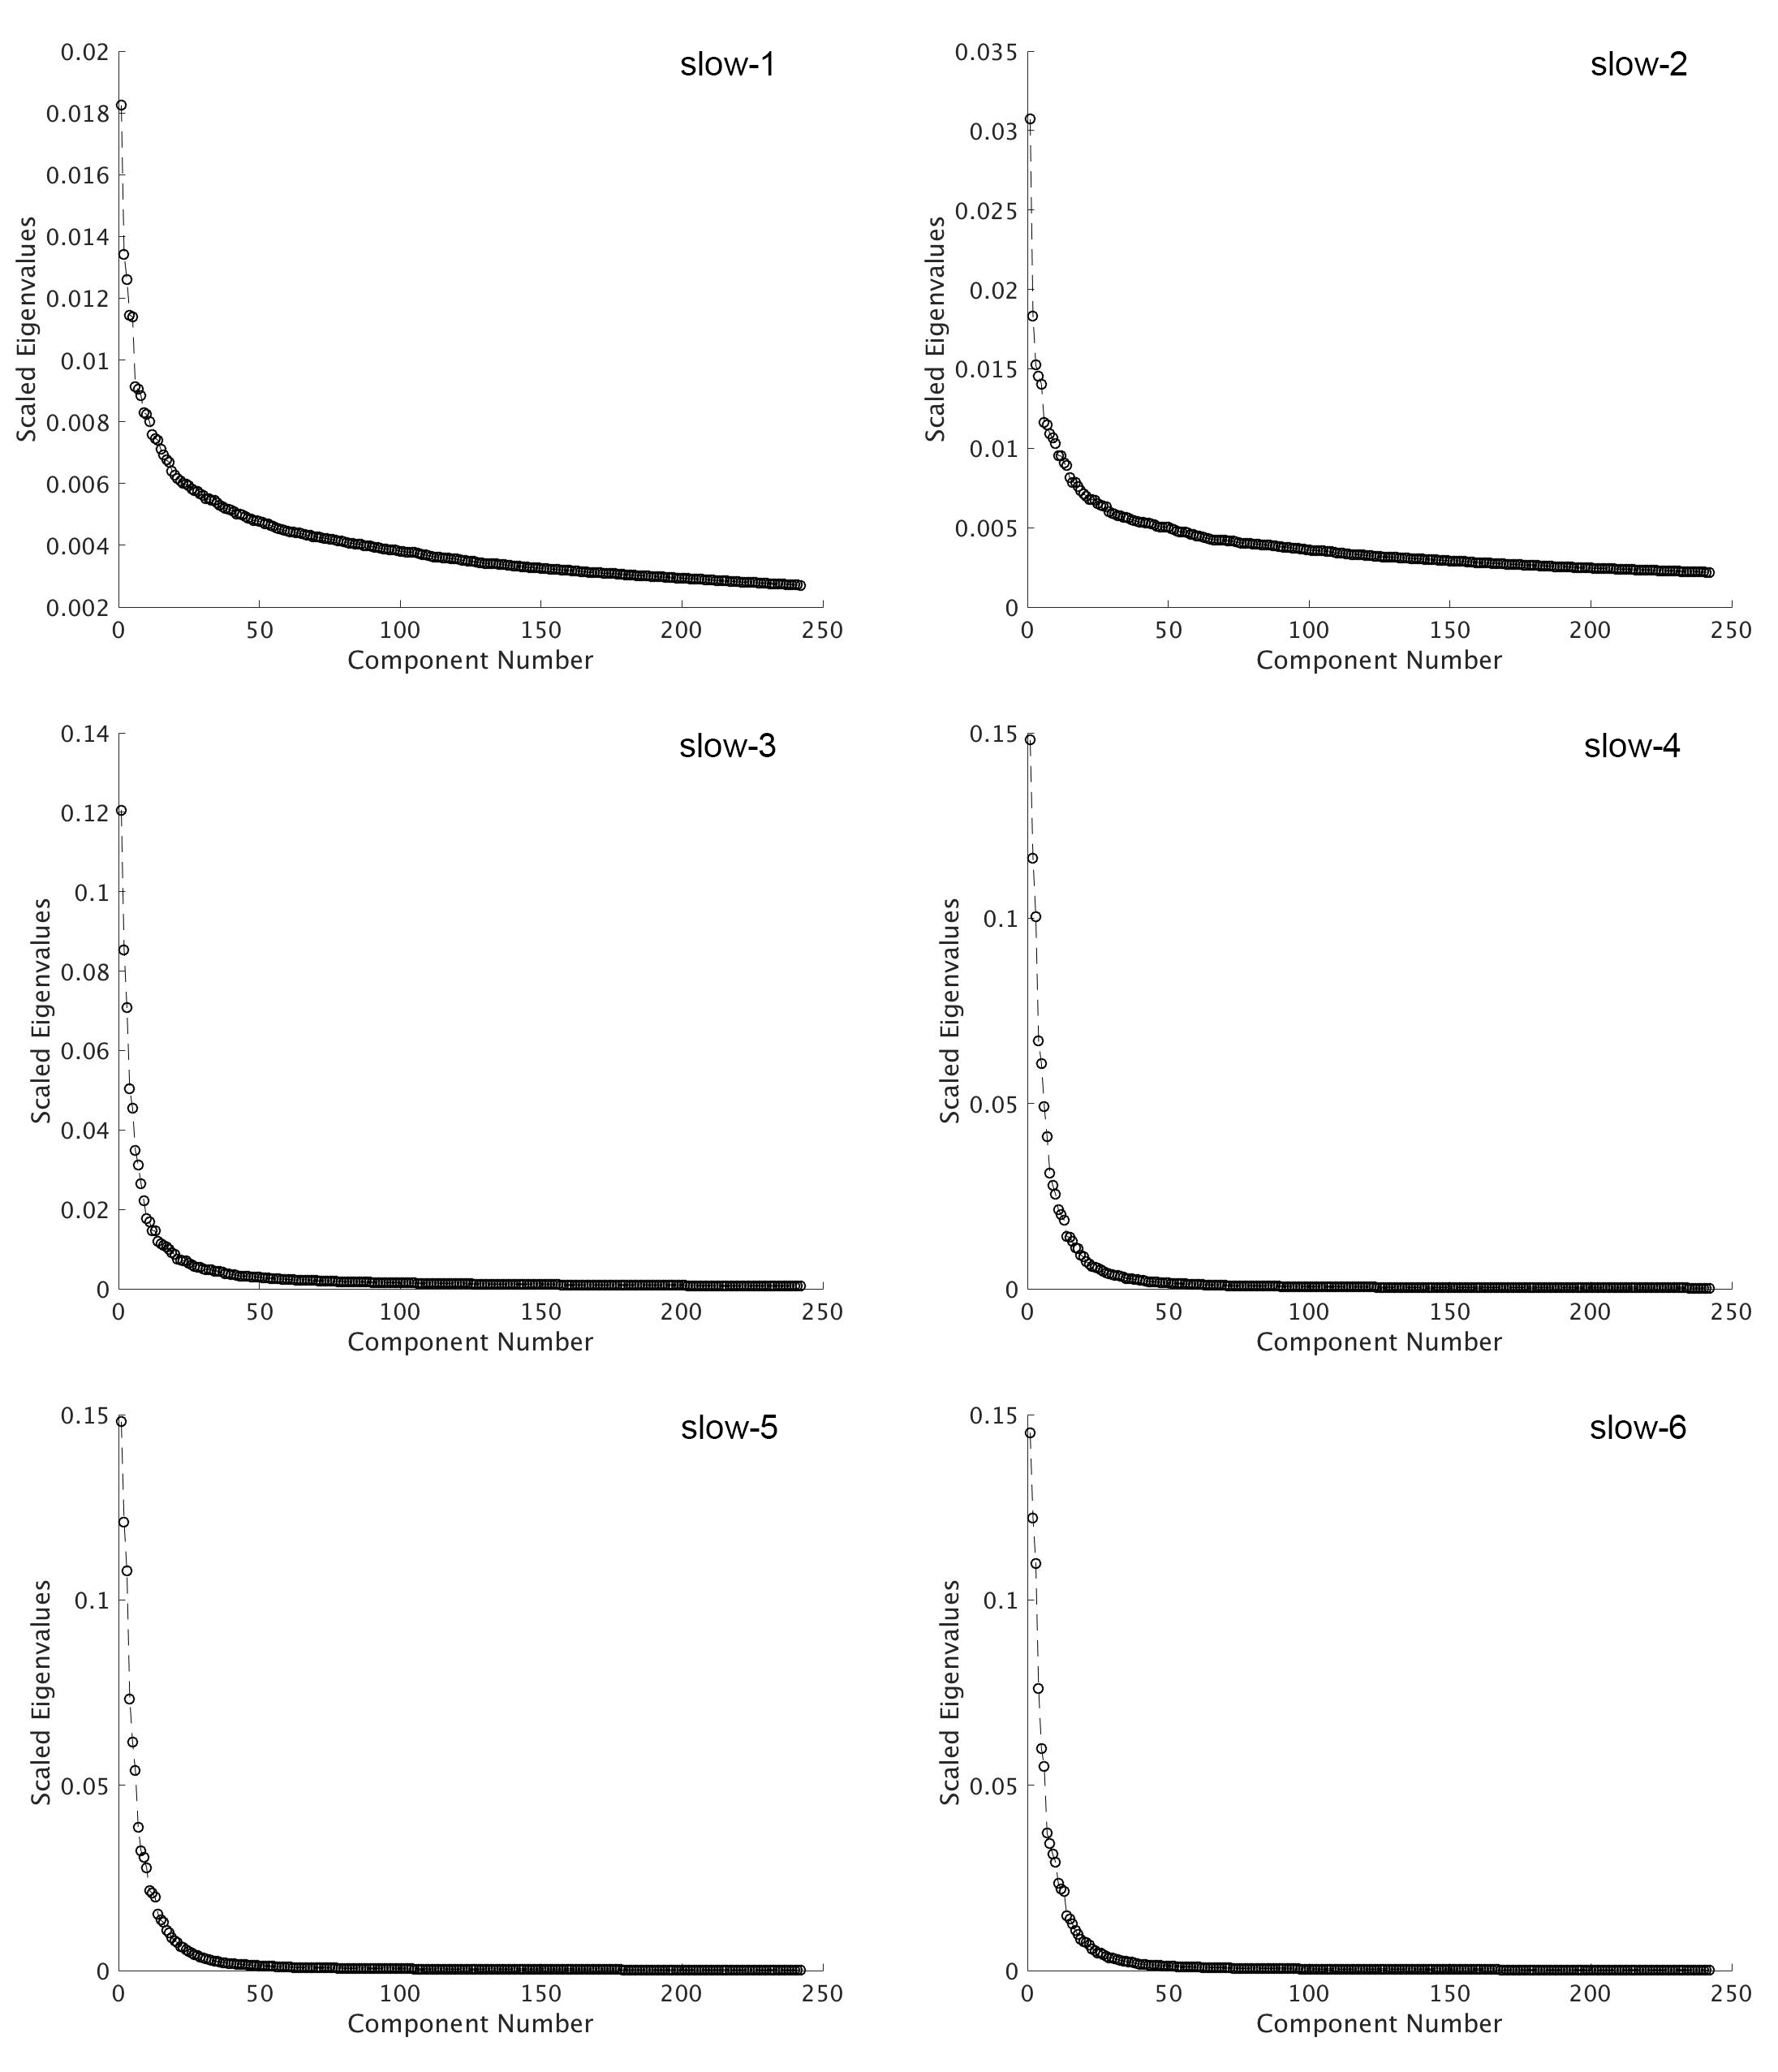 slow-1
0.02
0.018
0.016
0.014
0.012
0.01
0.008
0.006
0.004
0.002
Scaled Eigenvalues
0 50 100 150 200 250
Component Number
slow-2
0.035
0.03
0.025
0.02
0.015
0.01
0.005
0
Scaled Eigenvalues
0 50 100 150 200 250
Component Number
slow-3
0.14
0.12
0.1
0.08
0.06
0.04
0.02
0
Scaled Eigenvalues
0 50 100 150 200 250
Component Number
slow-4
0.15
0.1
0.05
0
Scaled Eigenvalues
0 50 100 150 200 250
Component Number
slow-5
0.15
0.1
0.05
0
Scaled Eigenvalues
0 50 100 150 200 250
Component Number
slow-6
0.15
0.1
0.05
0
Scaled Eigenvalues
0 50 100 150 200 250
Component Number